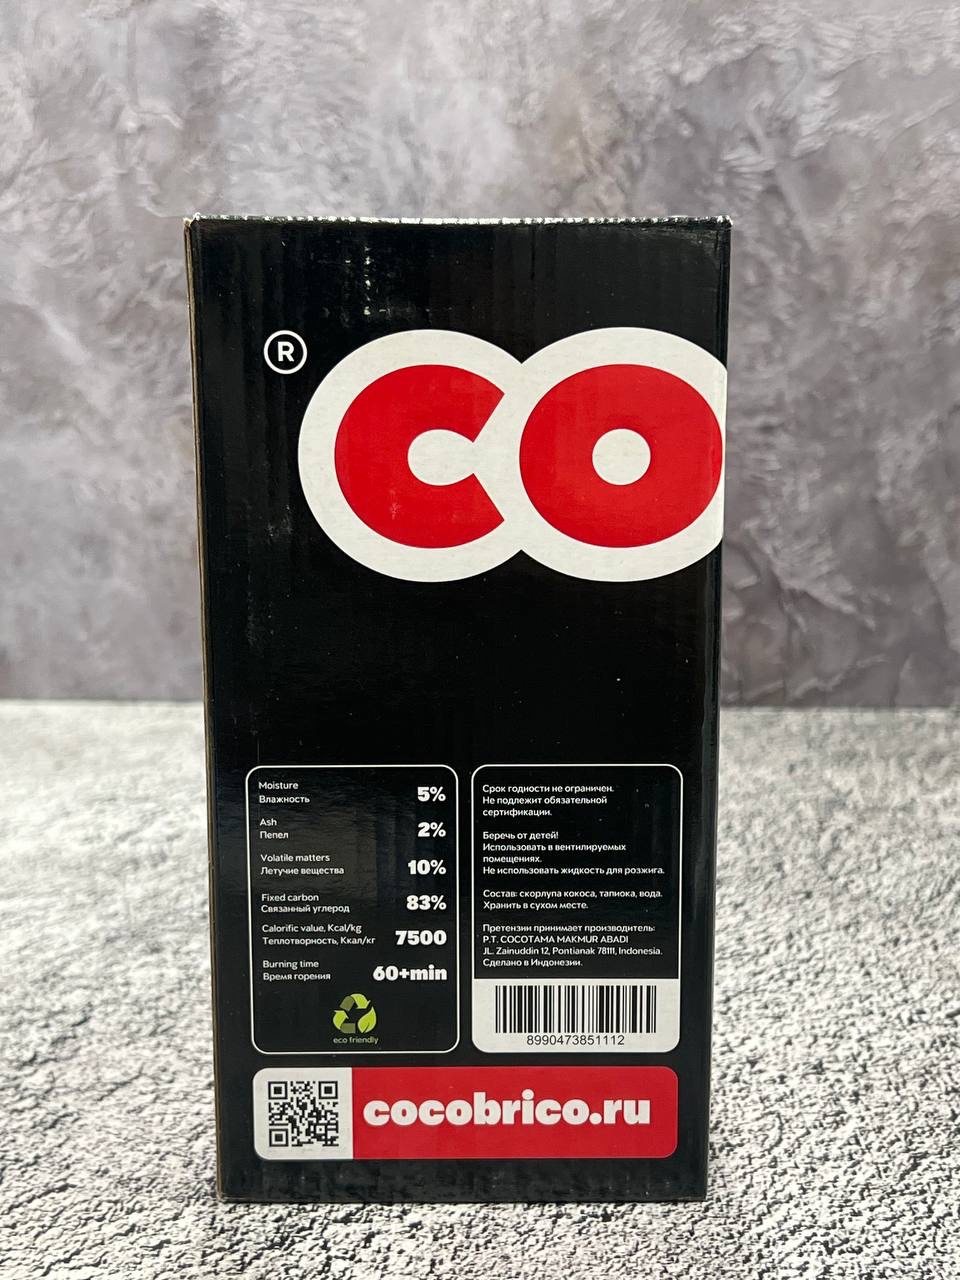 ®
CO
Moisture
Влажность
5%
Ash
Пепел
2%
Volatile matters
Летучие вещества
10%
Fixed carbon
Связанный углерод
83%
Calorific value, Kcal/kg
Теплотворность, Ккал/кг
7500
Burning time
Время горения
60+min
eco friendly
Срок годности не ограничен.
Не подлежит обязательной
сертификации.
Беречь от детей!
Использовать в вентилируемых
помещениях.
Не использовать жидкость для розжига.
Состав: скорлупа кокоса, тапиока, вода.
Хранить в сухом месте.
Претензии принимает производитель:
P.T. COCOTAMA MAKMUR ABADI
JL. Zainuddin 12, Pontianak 78111, Indonesia.
Сделано в Индонезии.
8990473851112
cocobrico.ru